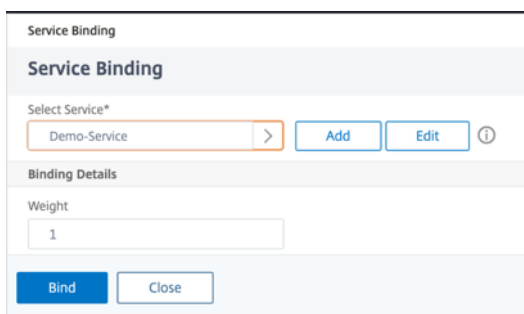 Service Binding
Service Binding
Select Service*
Demo-Service
Add
Edit
Binding Details
Weight
1
Bind
Close